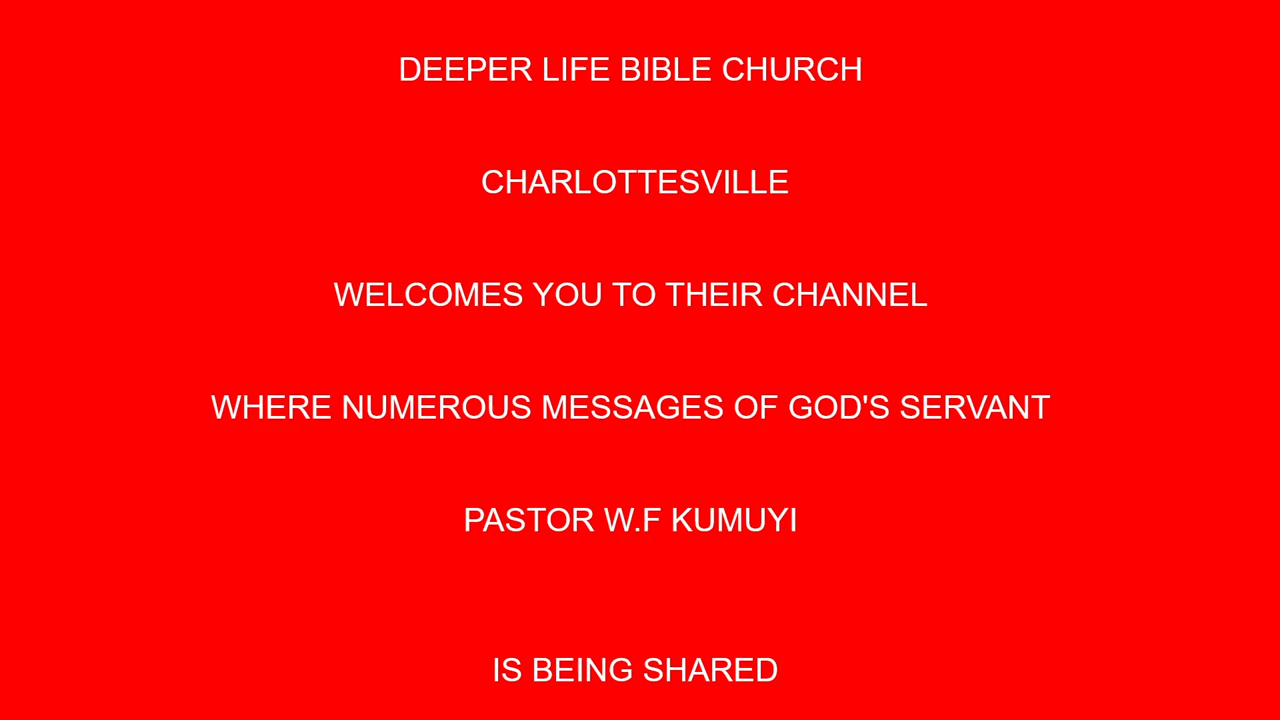 DEEPER LIFE BIBLE CHURCH
CHARLOTTESVILLE
WELCOMES YOU TO THEIR CHANNEL
WHERE NUMEROUS MESSAGES OF GOD'S SERVANT
PASTOR W.F KUMUYI
IS BEING SHARED